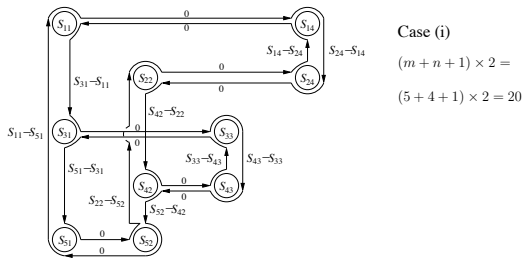 0
S11
S14
0
Case (i)
S14–S24
S24–S14
(m + n + 1) × 2 =
0
S22
S24
S31–S11
0
(5 + 4 + 1) × 2 = 20
S42–S22
S11–S51
0
S31
S33
0
S33–S43
S43–S33
S51–S31
0
S42
S43
S22–S52
0
S52–S42
0
S51
S52
0